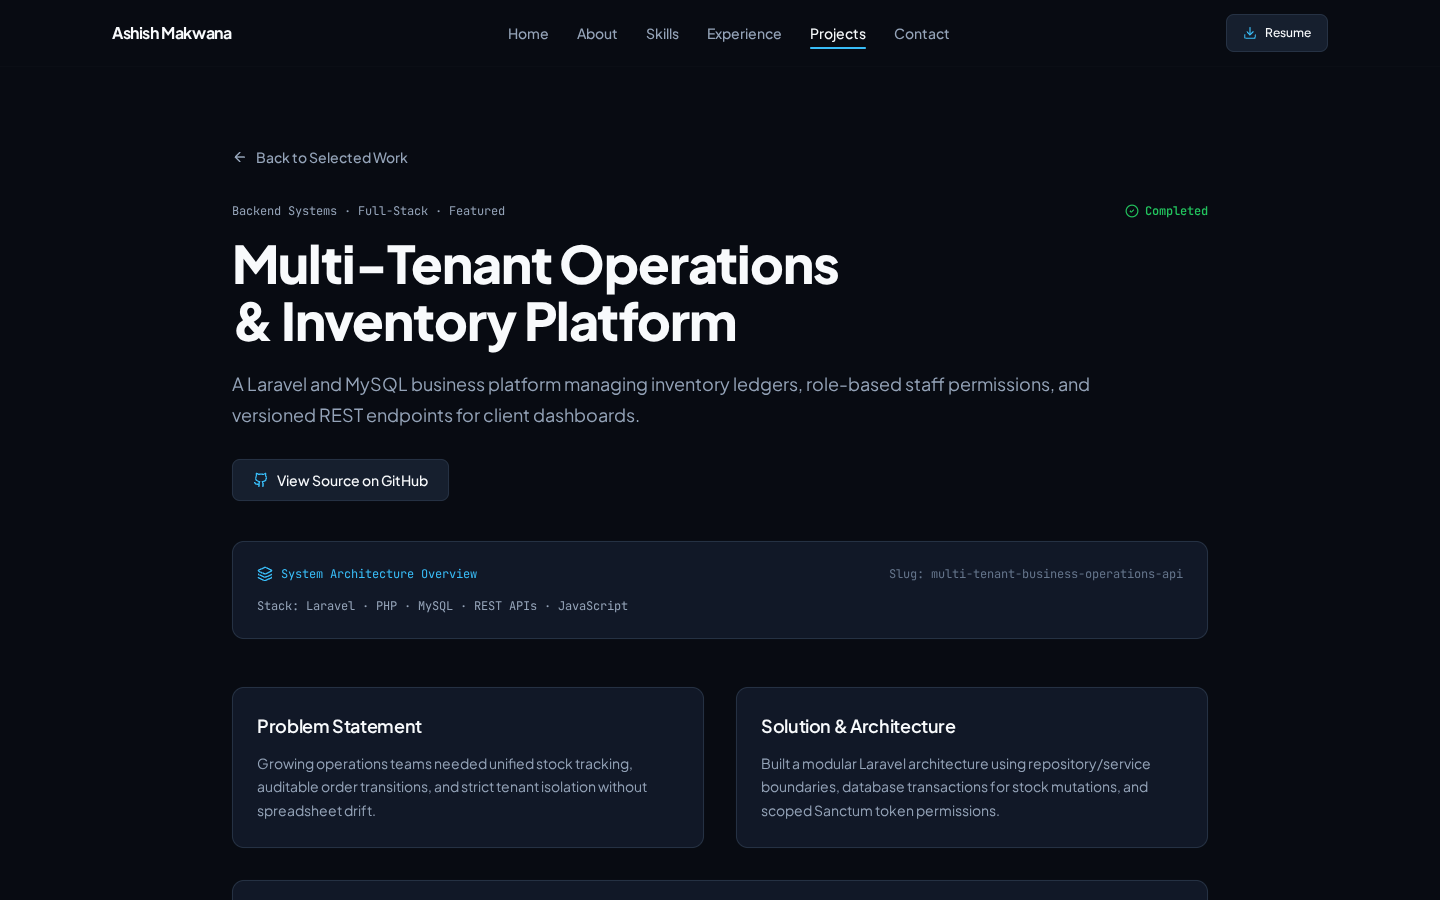 Ashish Makwana
Home
About
Skills
Experience
Projects
Contact
Resume
Back to Selected Work
Backend Systems · Full-Stack · Featured
Completed
Multi-Tenant Operations
& Inventory Platform
A Laravel and MySQL business platform managing inventory ledgers, role-based staff permissions, and
versioned REST endpoints for client dashboards.
View Source on GitHub
System Architecture Overview
Slug: multi-tenant-business-operations-api
Stack: Laravel · PHP · MySQL · REST APIs · JavaScript
Problem Statement
Growing operations teams needed unified stock tracking,
auditable order transitions, and strict tenant isolation without
spreadsheet drift.
Solution & Architecture
Built a modular Laravel architecture using repository/service
boundaries, database transactions for stock mutations, and
scoped Sanctum token permissions.